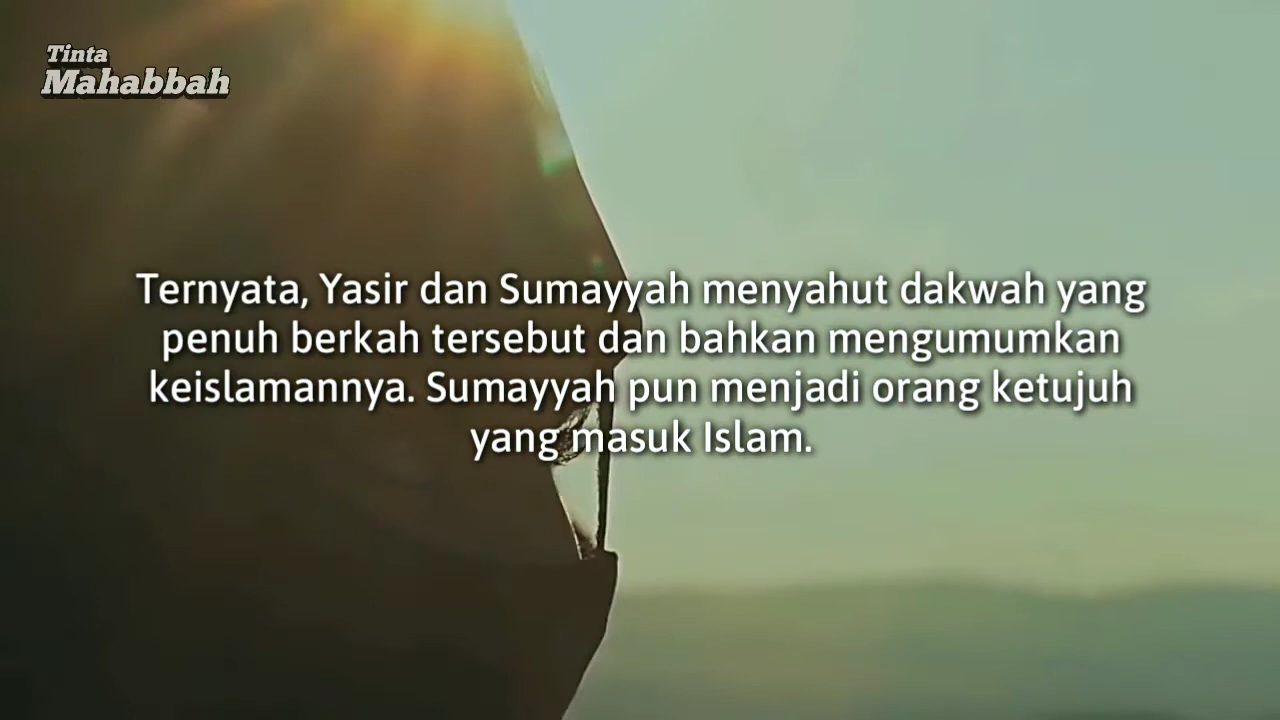 Tinta
Mahabbah
Ternyata, Yasir dan Sumayyah menyahut dakwah yang
penuh berkah tersebut dan bahkan mengumumkan
keislamannya. Sumayyah pun menjadi orang ketujuh
yang masuk Islam.